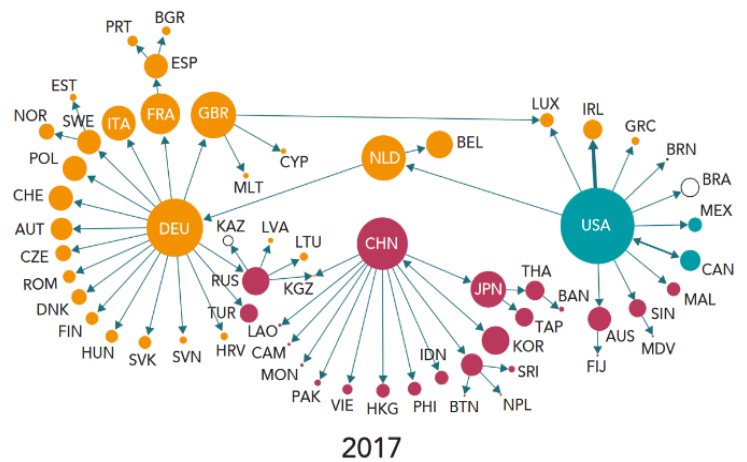 BGR
PRT
ESP
EST
NOR
SWE
ITA
FRA
GBR
LUX
IRL
GRC
BRN
POL
CYP
MLT
NLD
BEL
BRA
CHE
MEX
AUT
DEU
KAZ
LVA
CHN
USA
CZE
LTU
CAN
ROM
RUS
KGZ
JPN
THA
MAL
DNK
TUR
BAN
SIN
FIN
LAO
TAP
AUS
HUN
SVK
SVN
HRV
CAM
KOR
MDV
MON
IDN
SRI
FIJ
PAK
VIE
HKG
PHI
BTN
NPL
2017